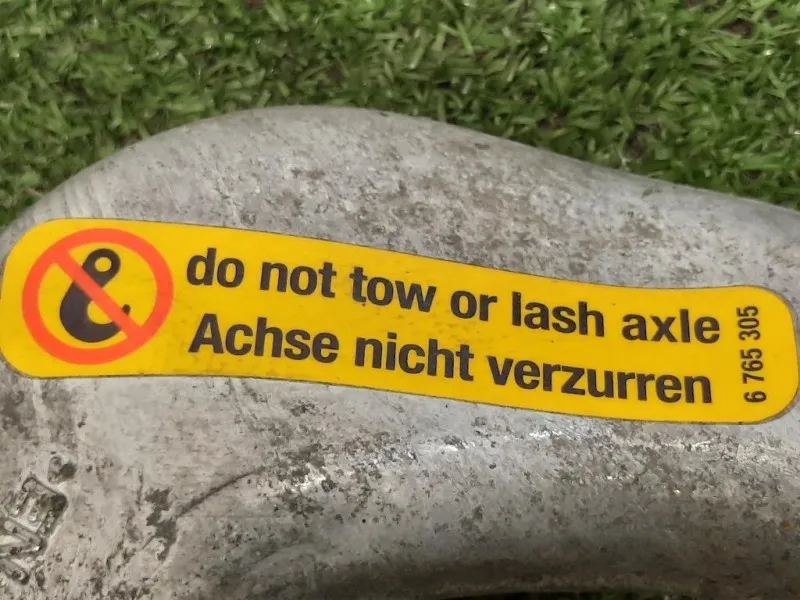 do not tow or lash axle
Achse nicht verzurren
6 765 305